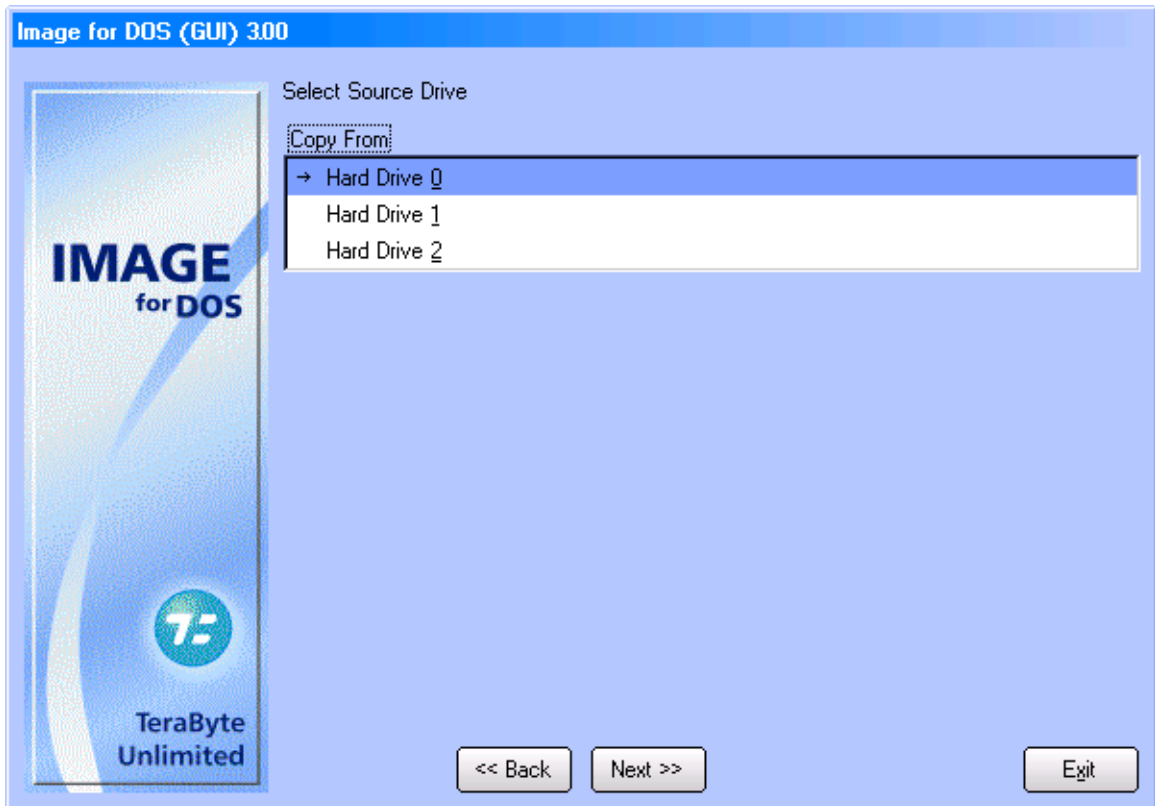 Image for DOS (GUI) 3.00
Select Source Drive
Copy From
→ Hard Drive 0
Hard Drive 1
Hard Drive 2
IMAGE
for DOS
TeraByte
Unlimited
<< Back
Next >>
Exit